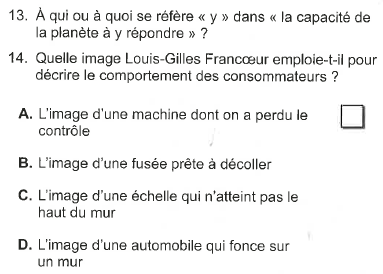 13. À qui ou à quoi se réfère « y » dans « la capacité de
la planète à y répondre » ?
14. Quelle image Louis-Gilles Francœur emploie-t-il pour
décrire le comportement des consommateurs ?
A. L'image d'une machine dont on a perdu le
contrôle
B. L'image d'une fusée prête à décoller
C. L'image d'une échelle qui n'atteint pas le
haut du mur
D. L'image d'une automobile qui fonce sur
un mur